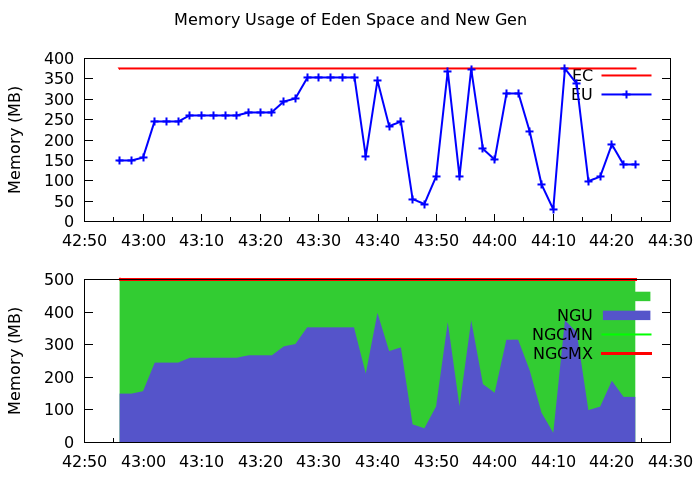 Memory Usage of Eden Space and New Gen
Memory (MB)
400
350
300
250
200
150
100
50
0
EC
EU
42:50 43:00 43:10 43:20 43:30 43:40 43:50 44:00 44:10 44:20 44:30
Memory (MB)
500
400
300
200
100
0
NGU
NGCMN
NGCMX
42:50 43:00 43:10 43:20 43:30 43:40 43:50 44:00 44:10 44:20 44:30